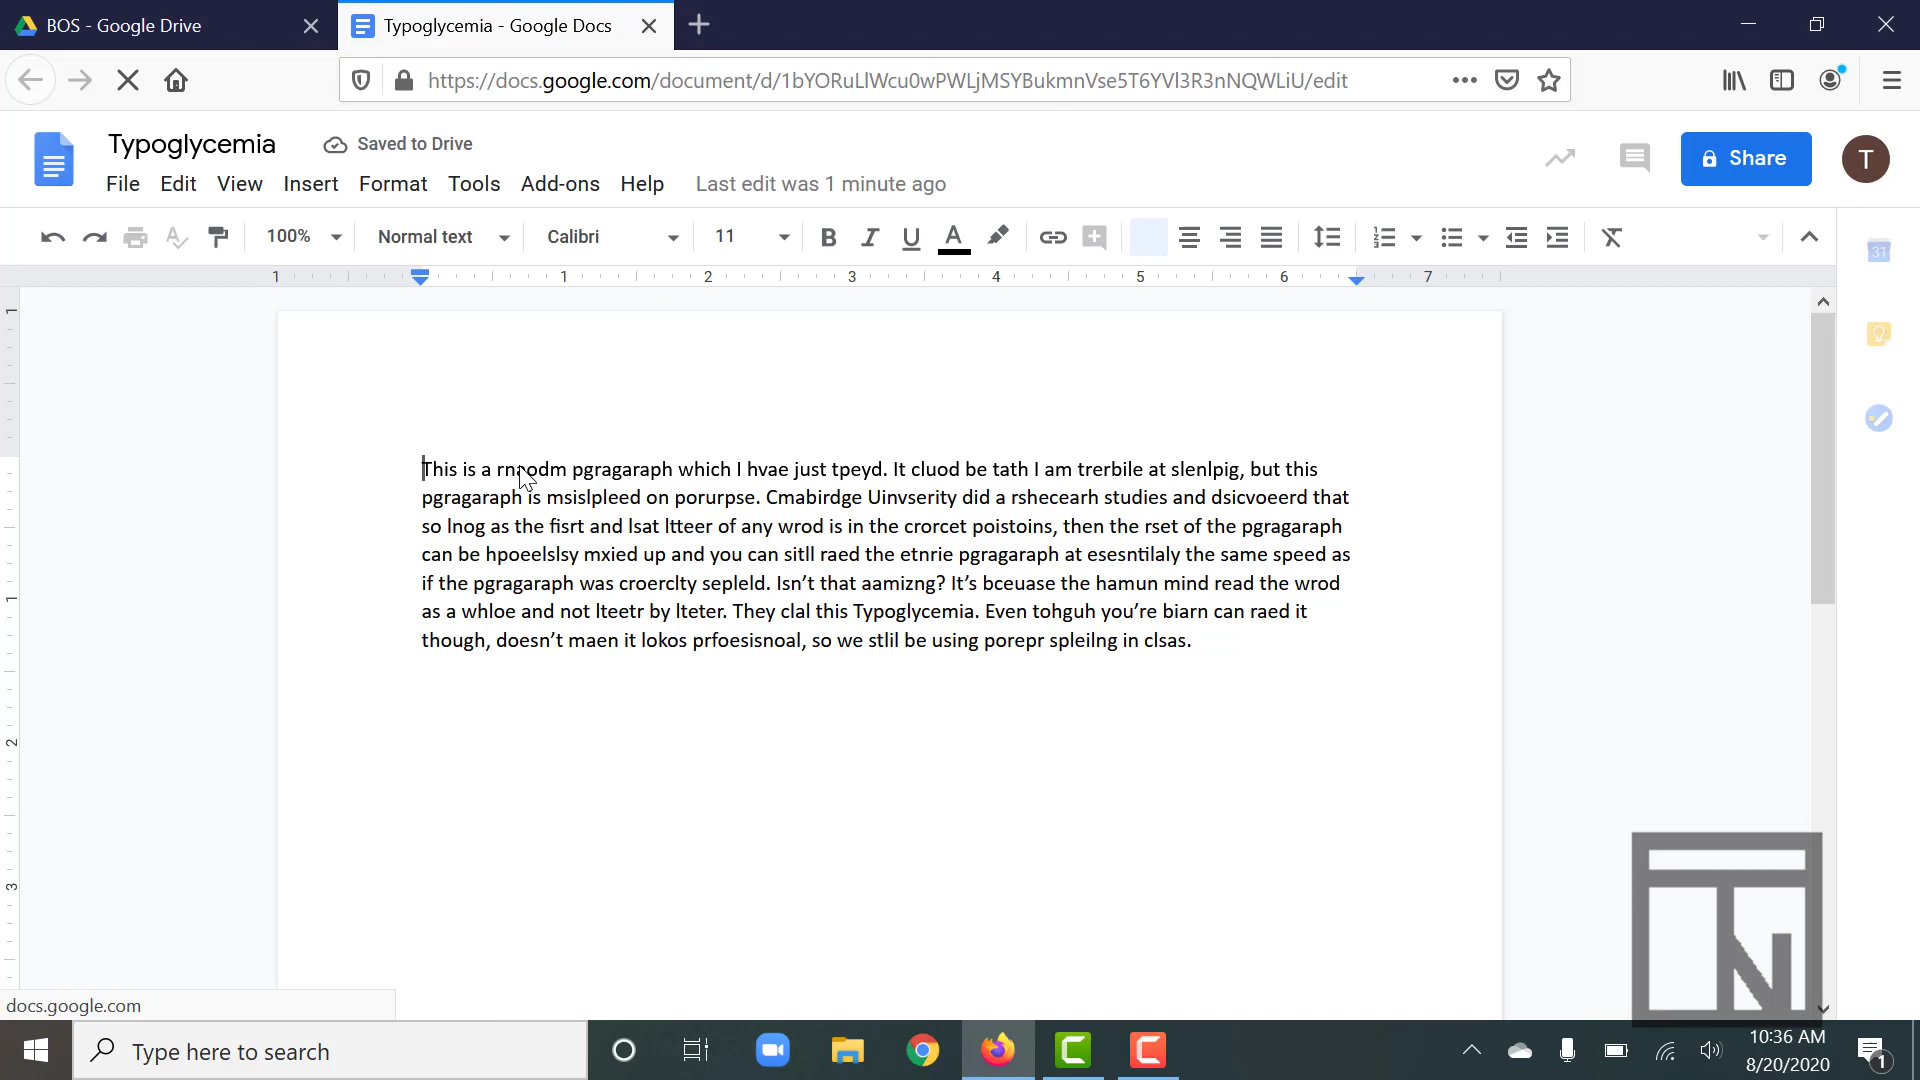 BOS - Google Drive
Typoglycemia - Google Docs
https://docs.google.com/document/d/1bYORuLlWcu0wPWLjMSYBukmnVse5T6YVl3R3nNQWLiU/edit
Typoglycemia Saved to Drive
Share
T
File Edit View Insert Format Tools Add-ons Help Last edit was 1 minute ago
100% Normal text Calibri 11 B I U A
31
1 1 2 3 4 5 6 7
1
This is a rnaodm pgragaraph which I hvae just tpeyd. It cluod be tath I am trerbile at slenlpig, but this
pgragaraph is msislpleed on porurpse. Cmabirdge Uinvserity did a rshecearh studies and dsicvoeerd that
so lnog as the fisrt and lsat ltteer of any wrod is in the crorcet poistoins, then the rset of the pgragaraph
can be hpoeelslsy mxied up and you can sitll raed the etnrie pgragaraph at esesntilaly the same speed as
if the pgragaraph was croerclty sepleld. Isn't that aamizng? It's bceuase the hamun mind read the wrod
as a whloe and not lteetr by lteter. They clal this Typoglycemia. Even tohguh you're biarn can raed it
though, doesn't maen it lokos prfoesisnoal, so we stlil be using porepr spleilng in clsas.
1
2
3
TN
docs.google.com
Type here to search
10:36 AM
8/20/2020
1